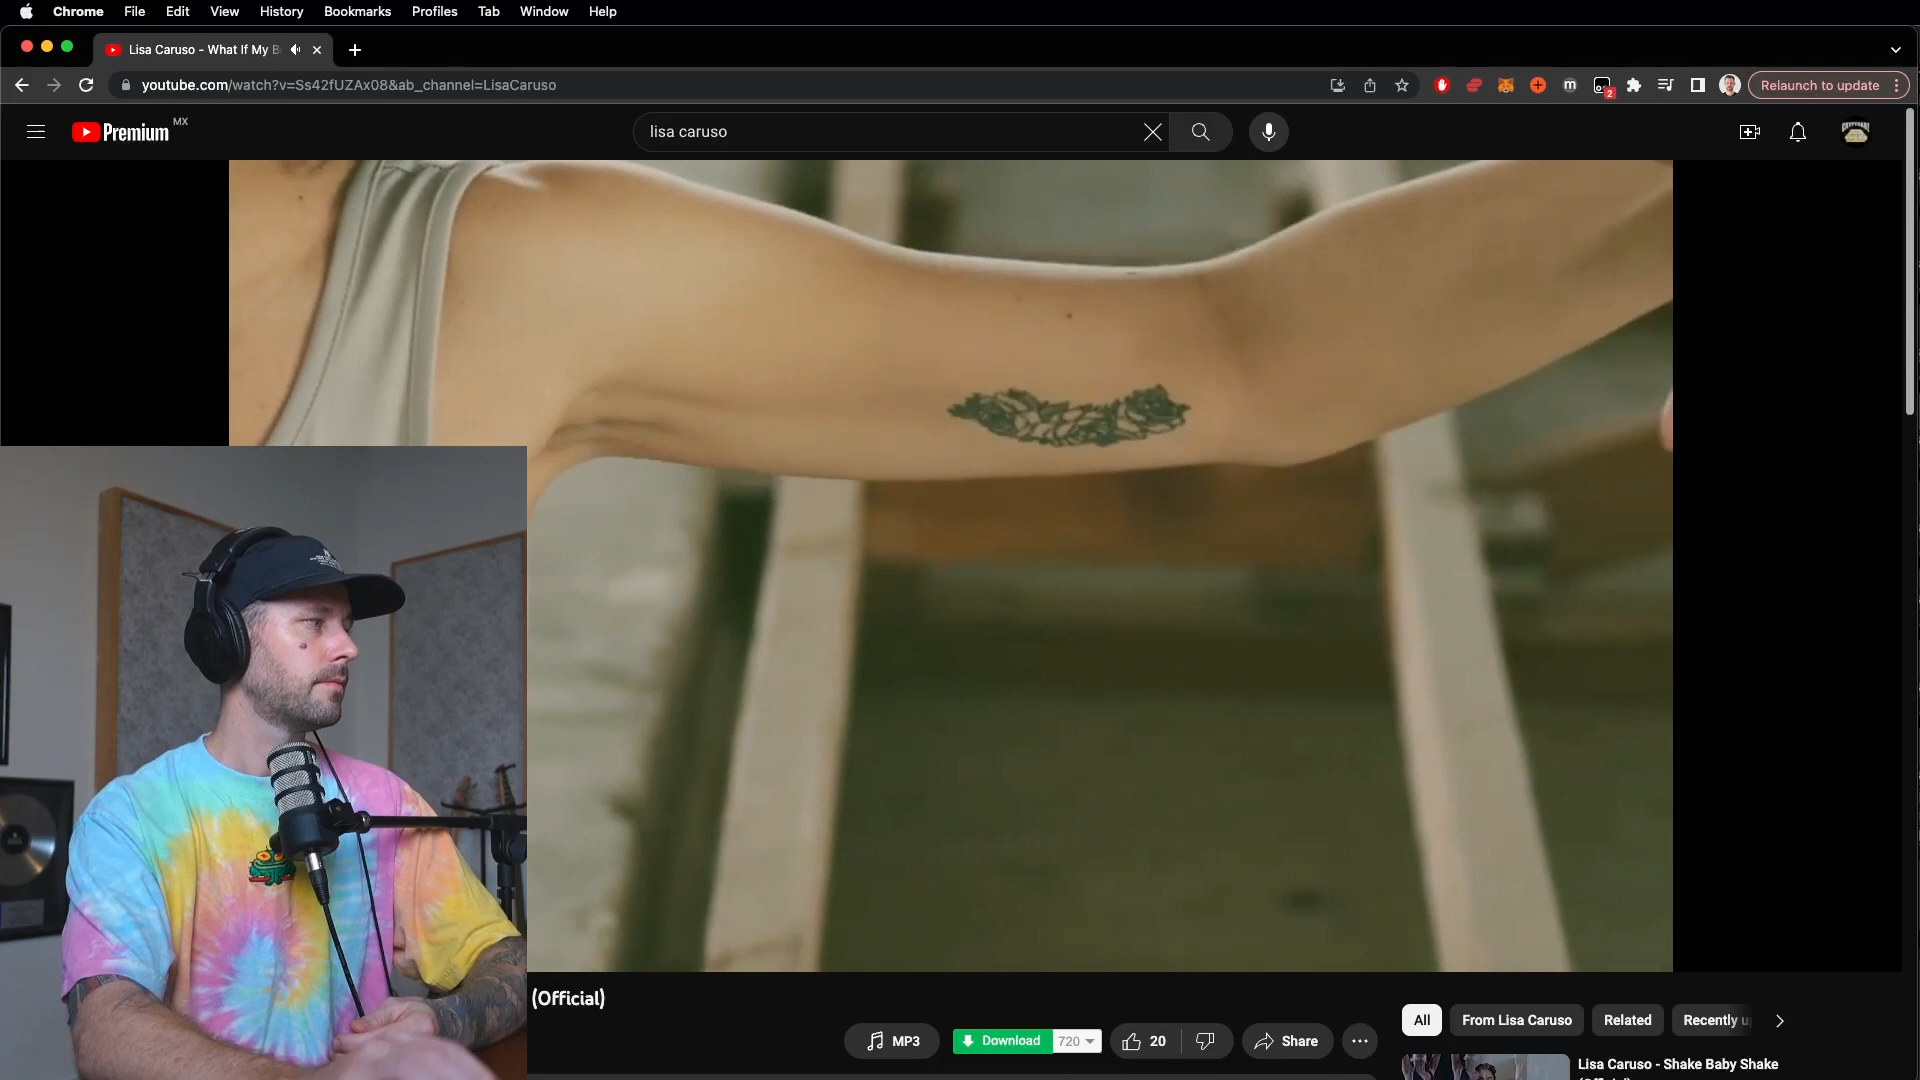 Chrome File Edit View History Bookmarks Profiles Tab Window Help
Lisa Caruso - What If My B
youtube.com/watch?v=Ss42fUZAx08&ab_channel=LisaCaruso
m
2
Relaunch to update
Premium MX
lisa caruso
(Official)
MP3
Download 720
20
Share
All
From Lisa Caruso
Related
Recently u
Lisa Caruso - Shake Baby Shake